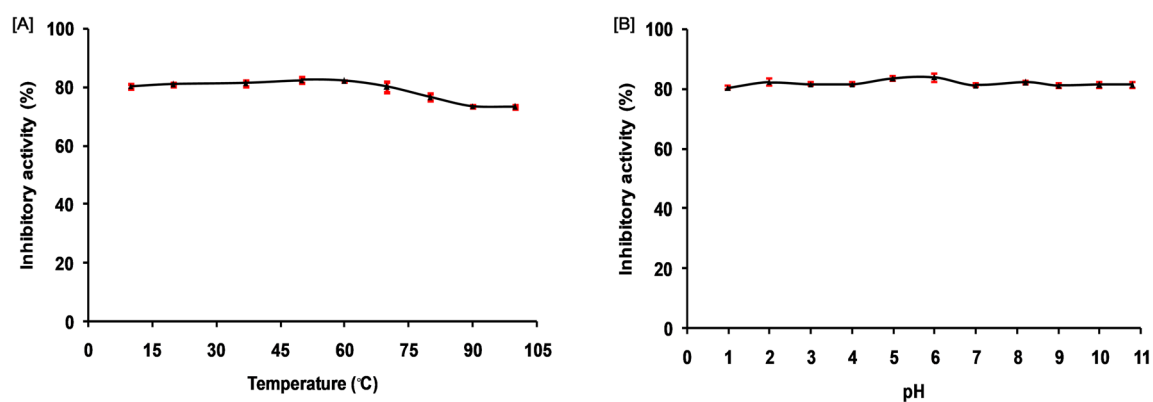 [A]
100
80
60
40
20
0
Inhibitory activity (%)
0 15 30 45 60 75 90 105
Temperature (°C)
[B]
100
80
60
40
20
0
Inhibitory activity (%)
0 1 2 3 4 5 6 7 8 9 10 11
pH